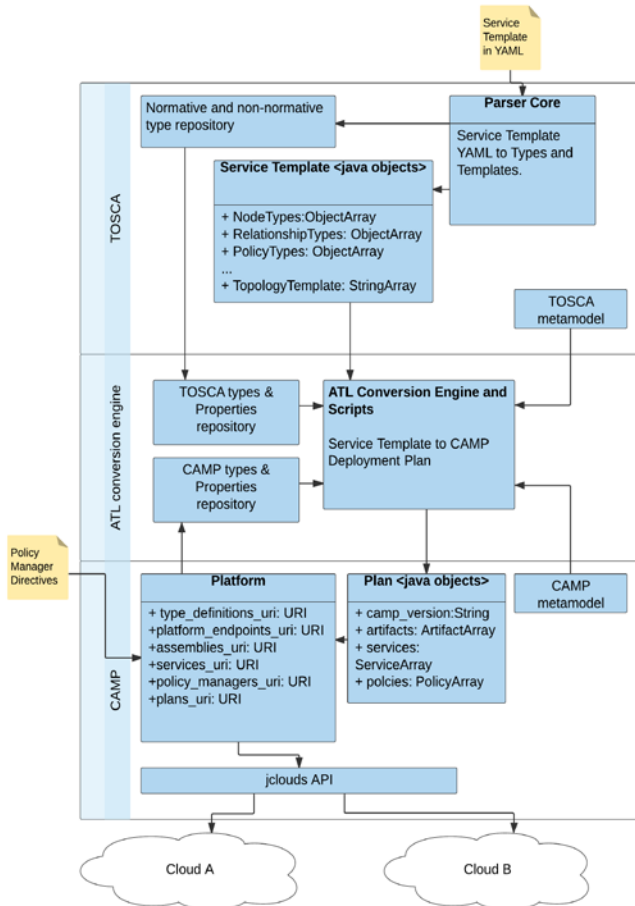 Service
Template
in YAML
TOSCA
Normative and non-normative
type repository
Parser Core
Service Template
YAML to Types and
Templates.
Service Template <java objects>
+ NodeTypes:ObjectArray
+ RelationshipTypes: ObjectArray
+ PolicyTypes: ObjectArray
...
+ TopologyTemplate: StringArray
TOSCA
metamodel
ATL conversion engine
TOSCA types &
Properties
repository
ATL Conversion Engine and
Scripts
Service Template to CAMP
Deployment Plan
CAMP types &
Properties
repository
Policy
Manager
Directives
CAMP
Platform
+ type_definitions_uri: URI
+platform_endpoints_uri: URI
+assemblies_uri: URI
+services_uri: URI
+policy_managers_uri: URI
+plans_uri: URI
Plan <java objects>
+ camp_version:String
+ artifacts: ArtifactArray
+ services:
ServiceArray
+ polcies: PolicyArray
CAMP
metamodel
jclouds API
Cloud A
Cloud B